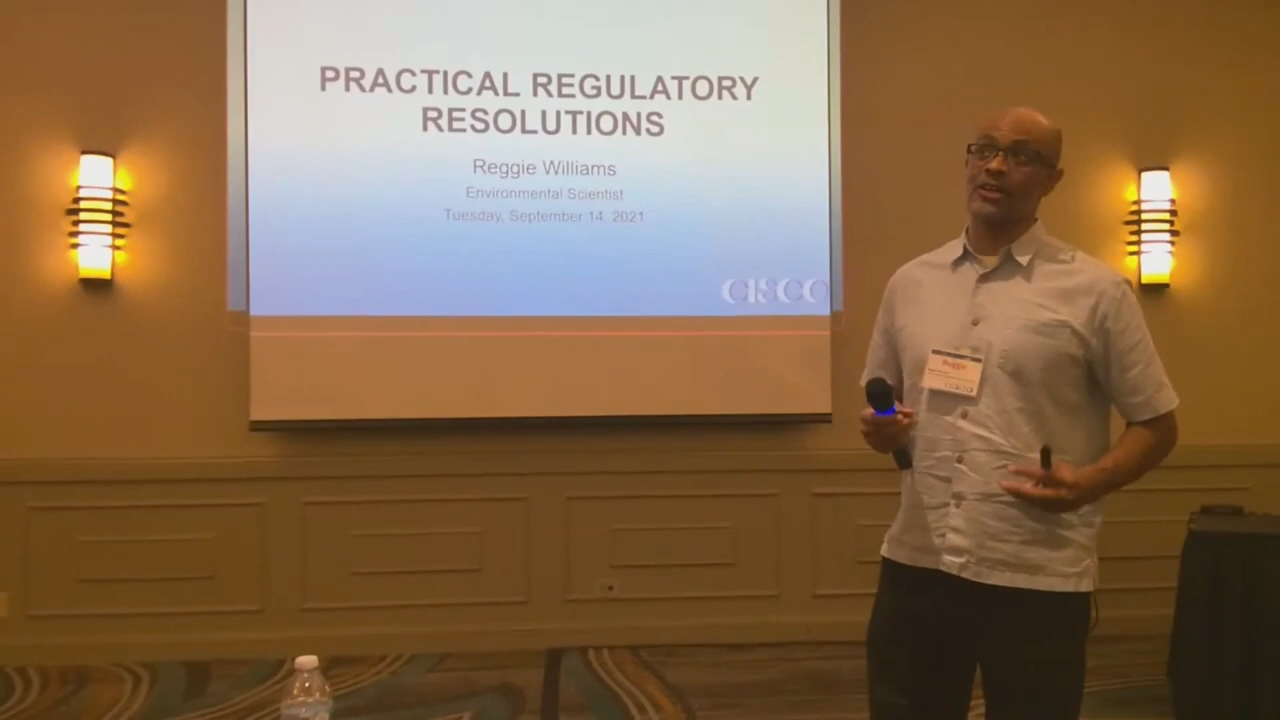 PRACTICAL REGULATORY
RESOLUTIONS
Reggie Williams
Environmental Scientist
Tuesday, September 14, 2021
CISCO
Reggie